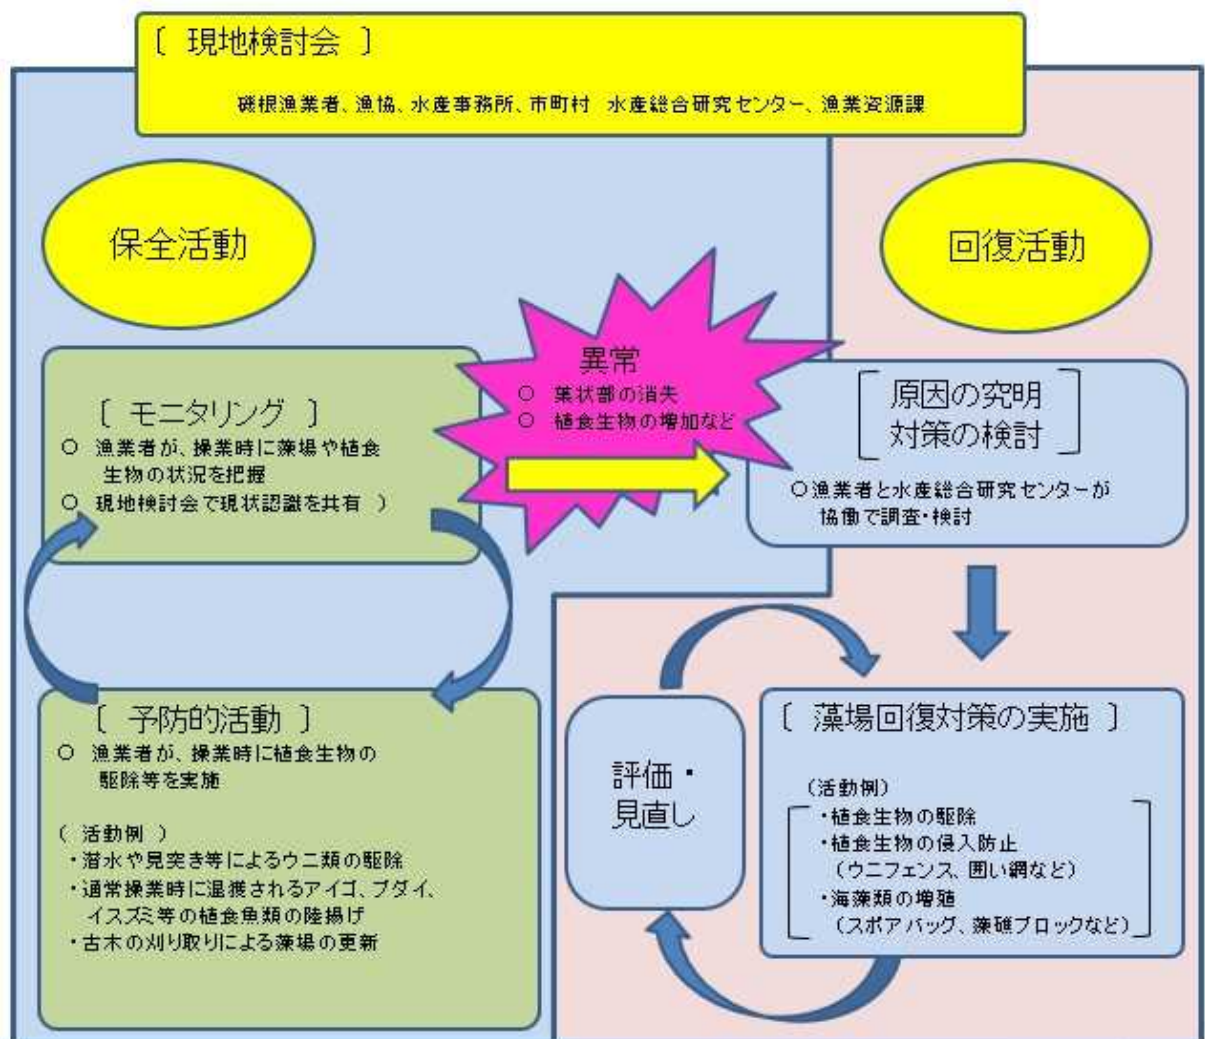 [ 現地検討会 ]
磯根漁業者、漁協、水産事務所、市町村 水産総合研究センター、漁業資源課
保全活動
回復活動
異常
○ 葉状部の消失
○ 植食生物の増加など
[ モニタリング ]
○ 漁業者が、操業時に藻場や植食
生物の状況を把握
○ 現地検討会で現状認識を共有 )
原因の究明
対策の検討
○漁業者と水産総合研究センターが
協働で調査・検討
[ 予防的活動 ]
○ 漁業者が、操業時に植食生物の
駆除等を実施
( 活動例 )
・潜水や見突き等によるウニ類の駆除
・通常操業時に混獲されるアイゴ、ブダイ、
イスズミ等の植食魚類の陸揚げ
・古木の刈り取りによる藻場の更新
評価・
見直し
[ 藻場回復対策の実施 ]
(活動例)
・植食生物の駆除
・植食生物の侵入防止
(ウニフェンス、囲い網など)
・海藻類の増殖
(スポアバッグ、藻礁ブロックなど)